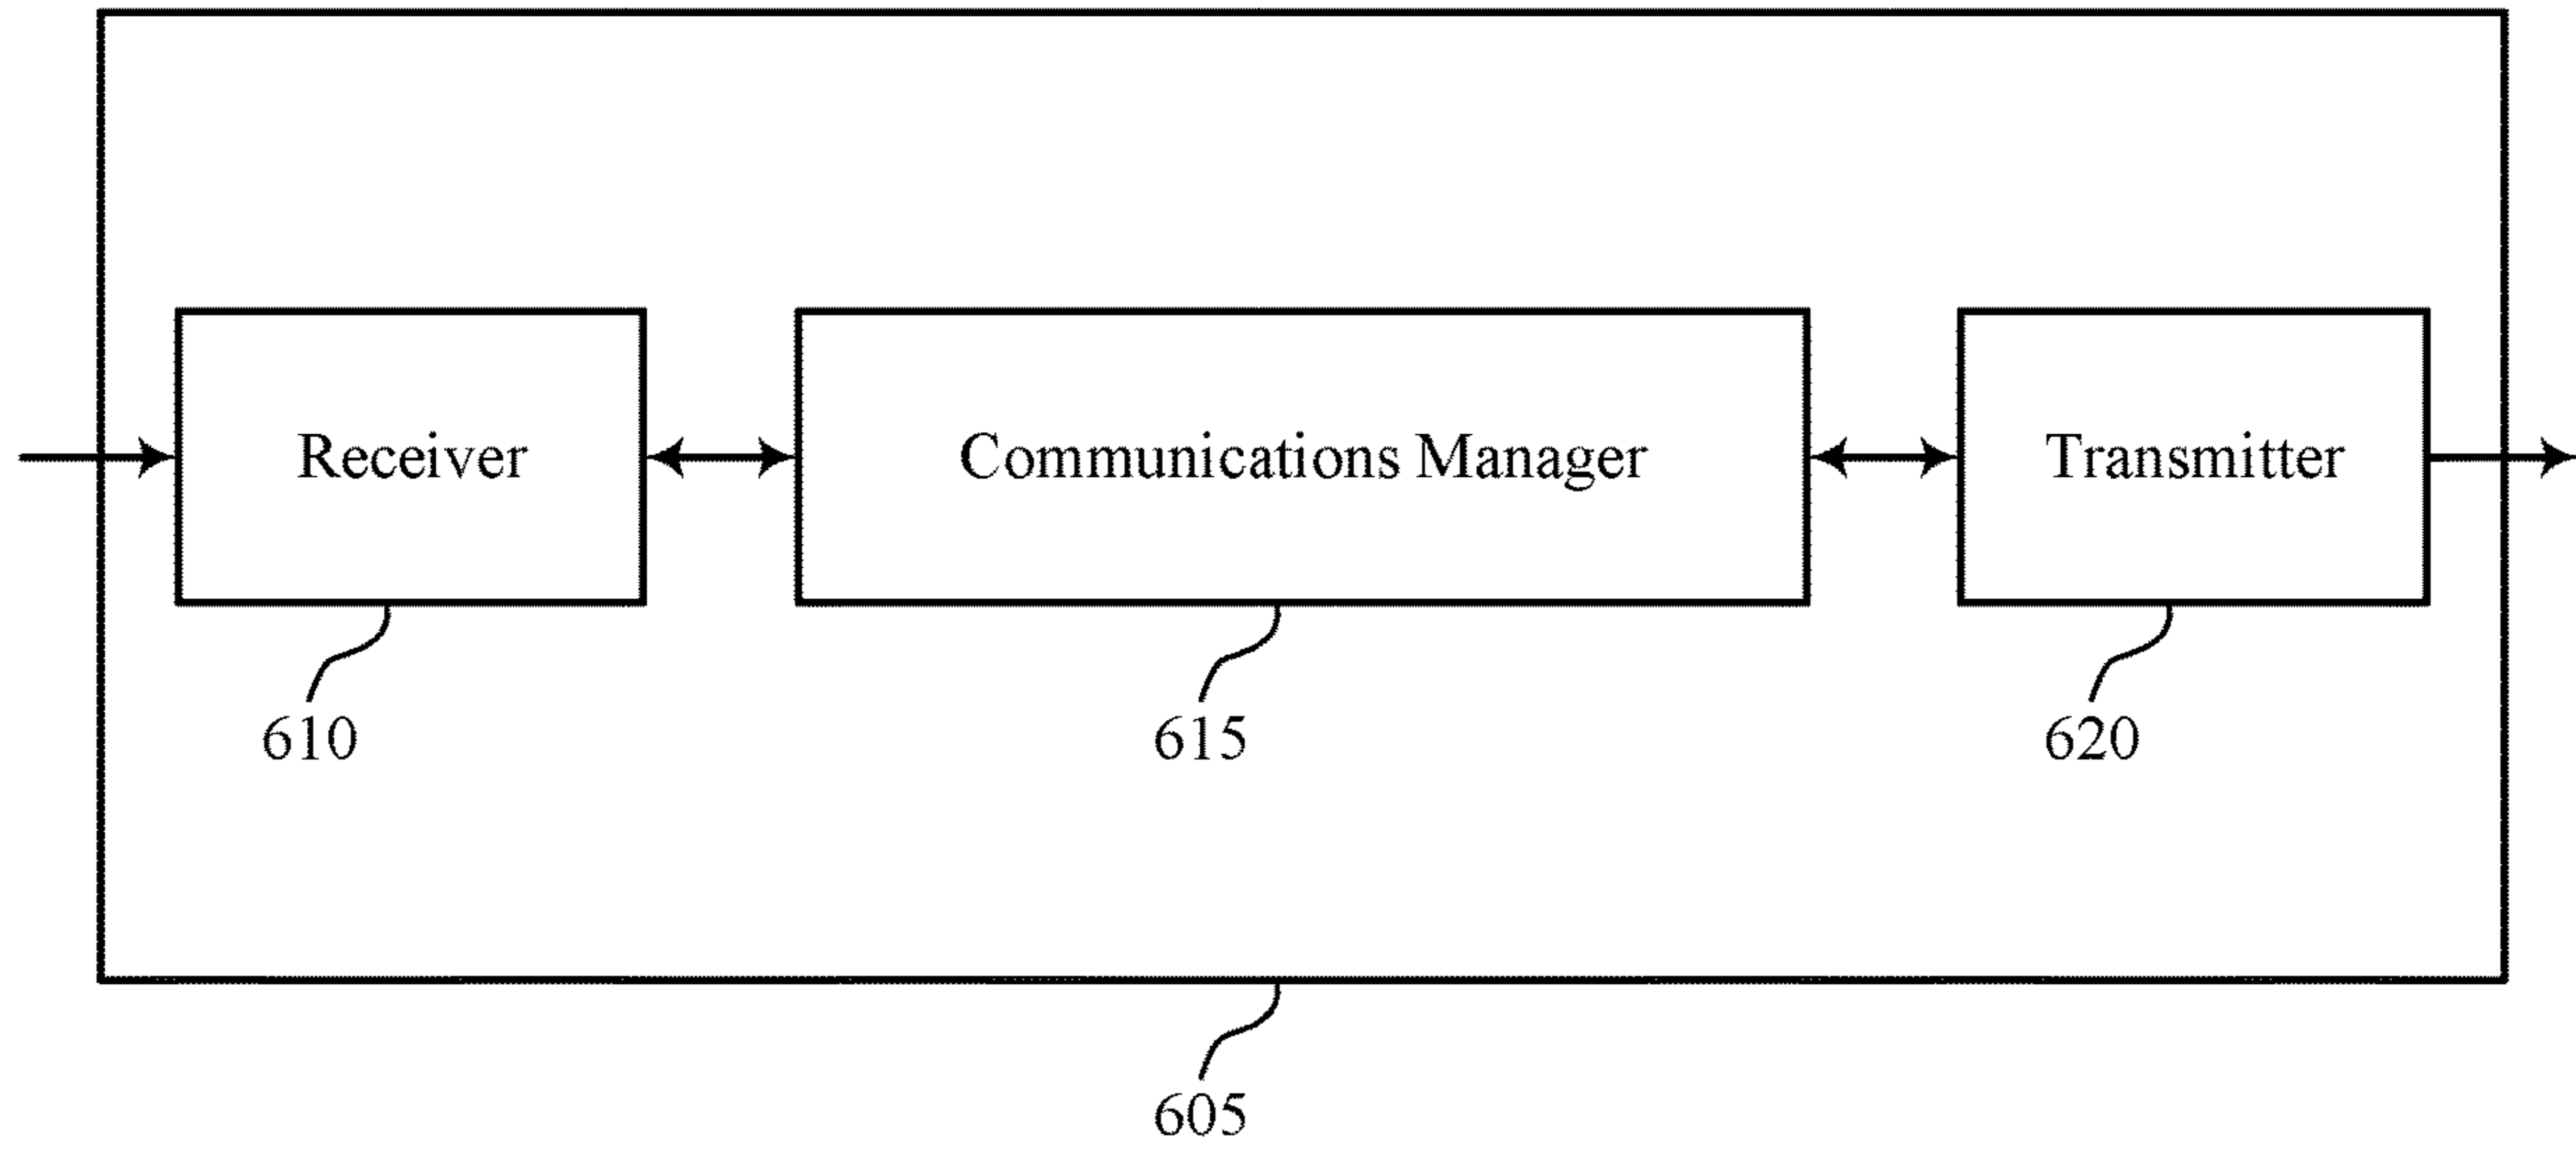 Receiver
Communications Manager
Transmitter
610
615
620
605